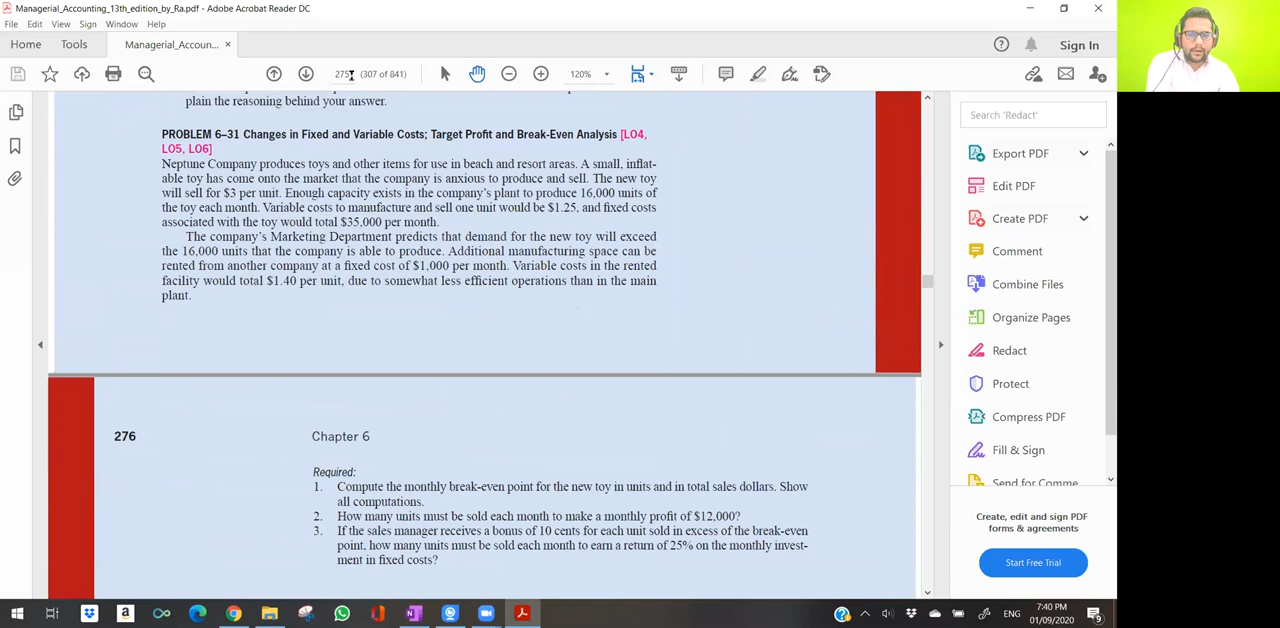 Managerial_Accounting_13th_edition_by_Ra.pdf - Adobe Acrobat Reader DC
File Edit View Sign Window Help
Home Tools Managerial_Accoun... × Sign In
275 (307 of 841) 120%
plain the reasoning behind your answer.
PROBLEM 6–31 Changes in Fixed and Variable Costs; Target Profit and Break-Even Analysis [LO4,
LO5, LO6]
Neptune Company produces toys and other items for use in beach and resort areas. A small, inflat-
able toy has come onto the market that the company is anxious to produce and sell. The new toy
will sell for $3 per unit. Enough capacity exists in the company's plant to produce 16,000 units of
the toy each month. Variable costs to manufacture and sell one unit would be $1.25, and fixed costs
associated with the toy would total $35,000 per month.
The company's Marketing Department predicts that demand for the new toy will exceed
the 16,000 units that the company is able to produce. Additional manufacturing space can be
rented from another company at a fixed cost of $1,000 per month. Variable costs in the rented
facility would total $1.40 per unit, due to somewhat less efficient operations than in the main
plant.
276 Chapter 6
Required:
1. Compute the monthly break-even point for the new toy in units and in total sales dollars. Show
all computations.
2. How many units must be sold each month to make a monthly profit of $12,000?
3. If the sales manager receives a bonus of 10 cents for each unit sold in excess of the break-even
point, how many units must be sold each month to earn a return of 25% on the monthly invest-
ment in fixed costs?
Search 'Redact'
Export PDF
Edit PDF
Create PDF
Comment
Combine Files
Organize Pages
Redact
Protect
Compress PDF
Fill & Sign
Send for Comme
Create, edit and sign PDF
forms & agreements
Start Free Trial
ENG
7:40 PM
01/09/2020
9